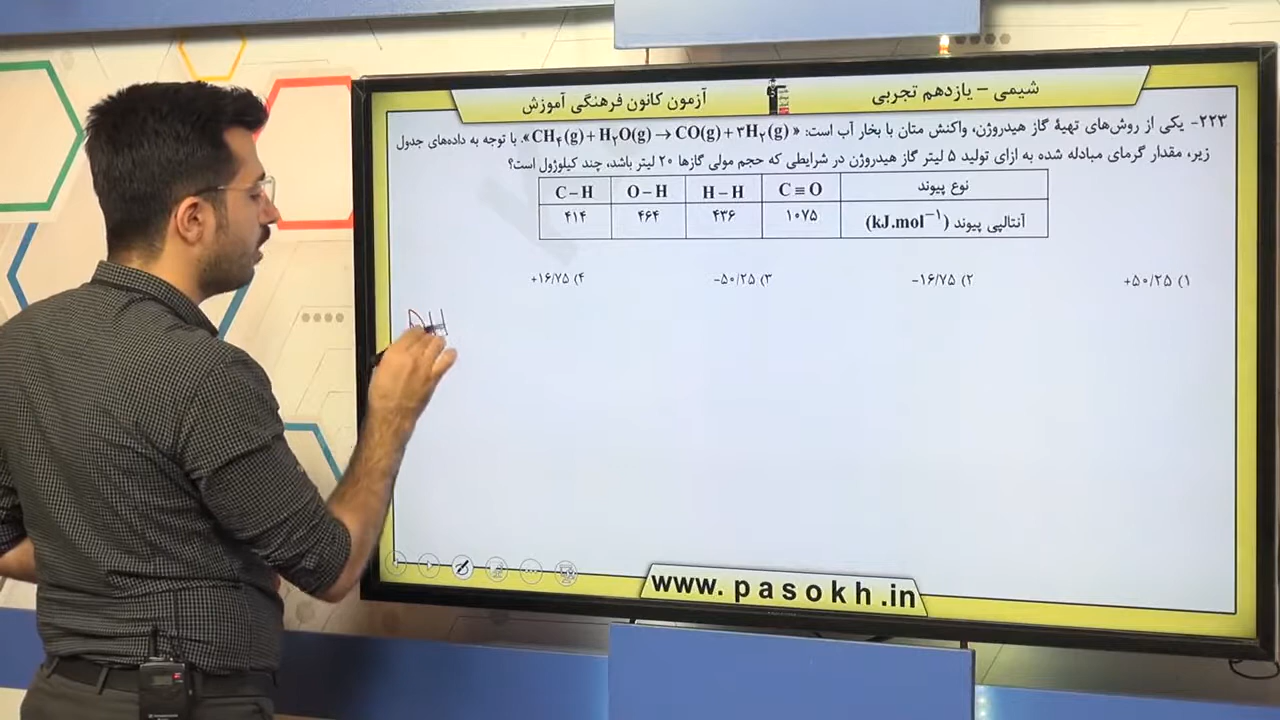 آزمون کانون فرهنگی آموزش
شیمی – یازدهم تجربی
۲۲۳- یکی از روش‌های تهیهٔ گاز هیدروژن، واکنش متان با بخار آب است: «CH₄(g)+H₂O(g)→CO(g)+۳H₂(g)». با توجه به داده‌های جدول
زیر، مقدار گرمای مبادله شده به ازای تولید ۵ لیتر گاز هیدروژن در شرایطی که حجم مولی گازها ۲۰ لیتر باشد، چند کیلوژول است؟
نوع پیوند C≡O H–H O–H C–H
آنتالپی پیوند (kJ.mol⁻¹) ۱۰۷۵ ۴۳۶ ۴۶۴ ۴۱۴
۱) +۵۰/۲۵ ۲) -۱۶/۷۵ ۳) -۵۰/۲۵ ۴) +۱۶/۷۵
www.pasokh.in